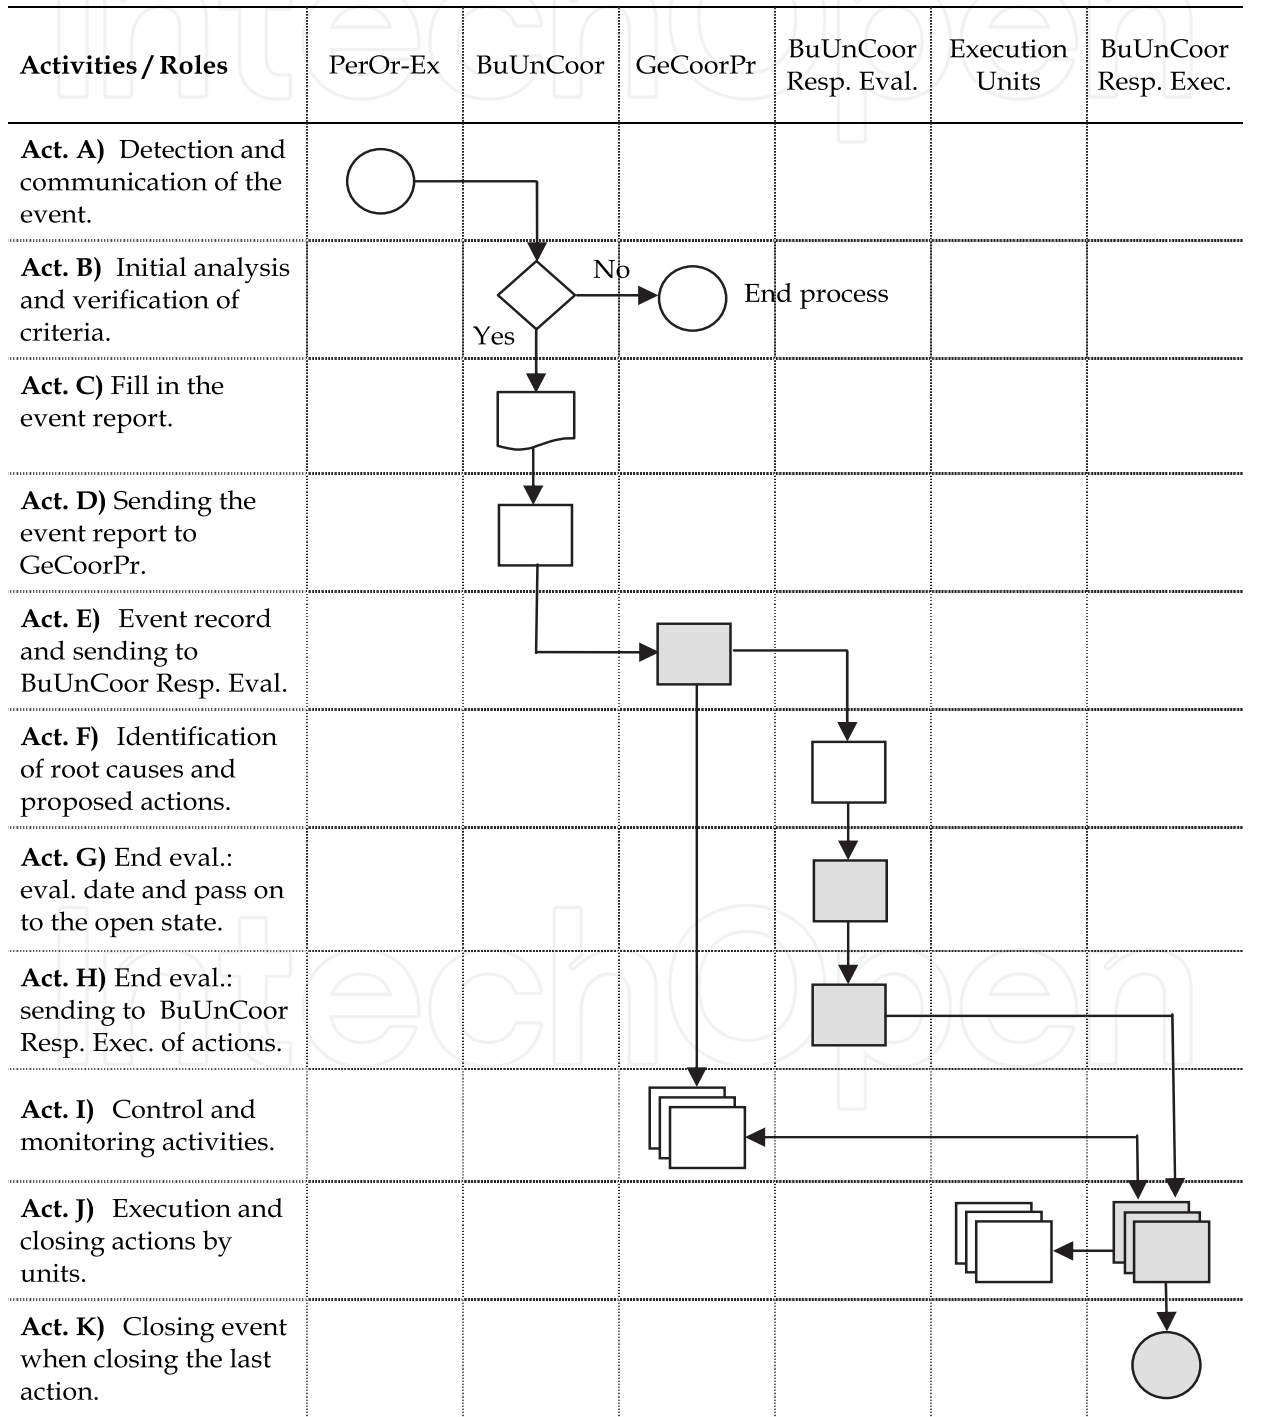 Activities / Roles
PerOr-Ex
BuUnCoor
GeCoorPr
BuUnCoor
Resp. Eval.
Execution
Units
BuUnCoor
Resp. Exec.
Act. A) Detection and
communication of the
event.
Act. B) Initial analysis
and verification of
criteria.
No
End process
Yes
Act. C) Fill in the
event report.
Act. D) Sending the
event report to
GeCoorPr.
Act. E) Event record
and sending to
BuUnCoor Resp. Eval.
Act. F) Identification
of root causes and
proposed actions.
Act. G) End eval.:
eval. date and pass on
to the open state.
Act. H) End eval.:
sending to BuUnCoor
Resp. Exec. of actions.
Act. I) Control and
monitoring activities.
Act. J) Execution and
closing actions by
units.
Act. K) Closing event
when closing the last
action.
IntechOpen
IntechOpen